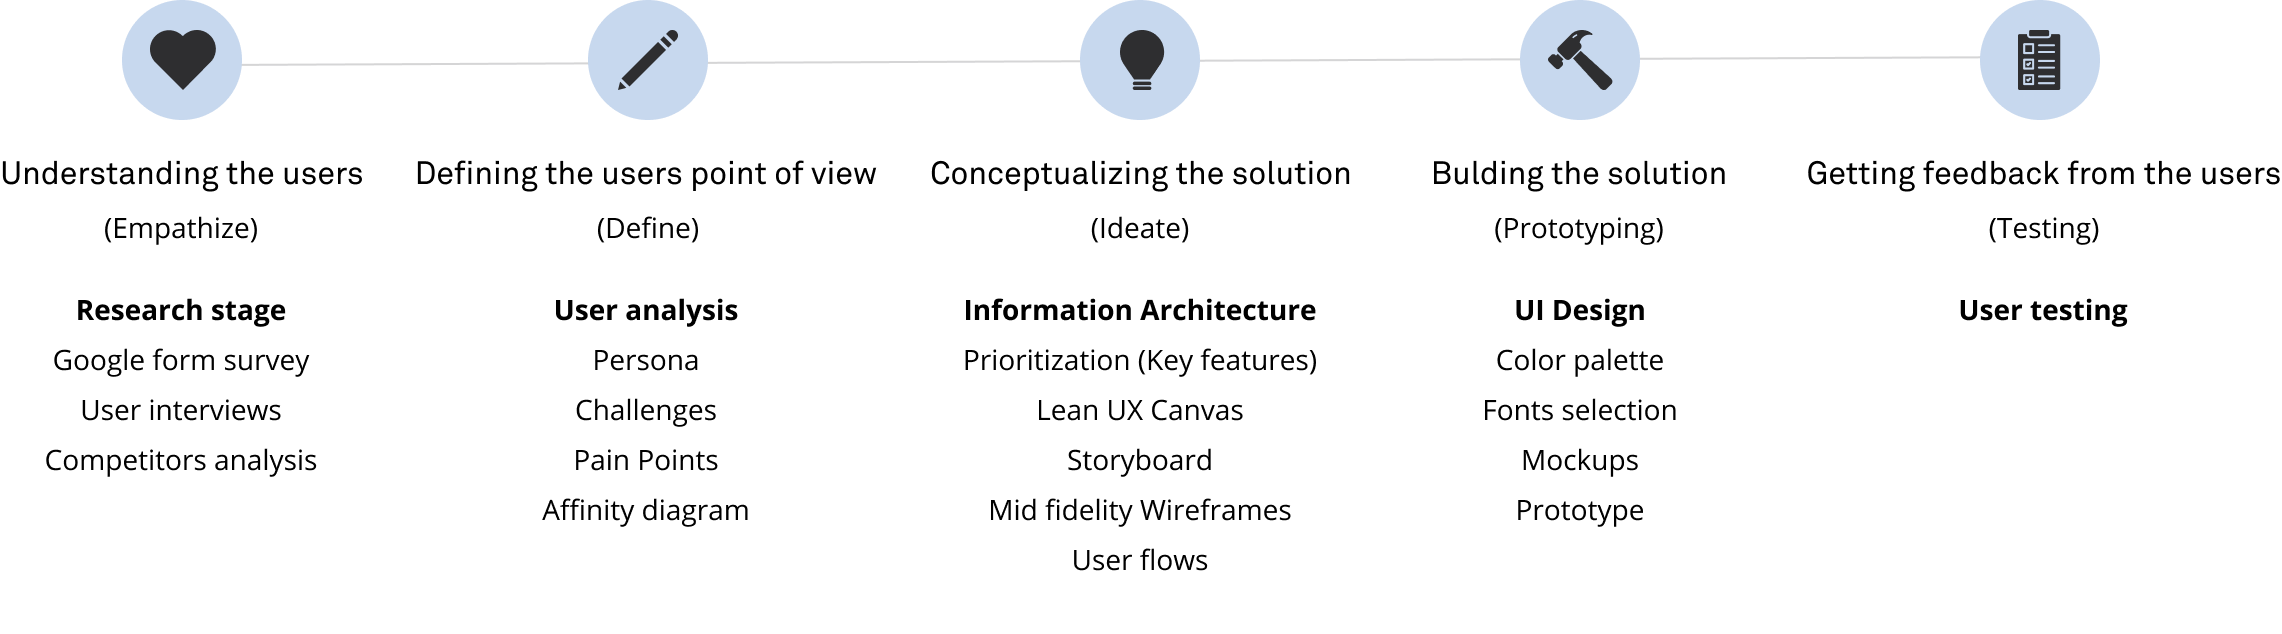 Understanding the users
(Empathize)
Research stage
Google form survey
User interviews
Competitors analysis
Defining the users point of view
(Define)
User analysis
Persona
Challenges
Pain Points
Affinity diagram
Conceptualizing the solution
(Ideate)
Information Architecture
Prioritization (Key features)
Lean UX Canvas
Storyboard
Mid fidelity Wireframes
User flows
Bulding the solution
(Prototyping)
UI Design
Color palette
Fonts selection
Mockups
Prototype
Getting feedback from the users
(Testing)
User testing